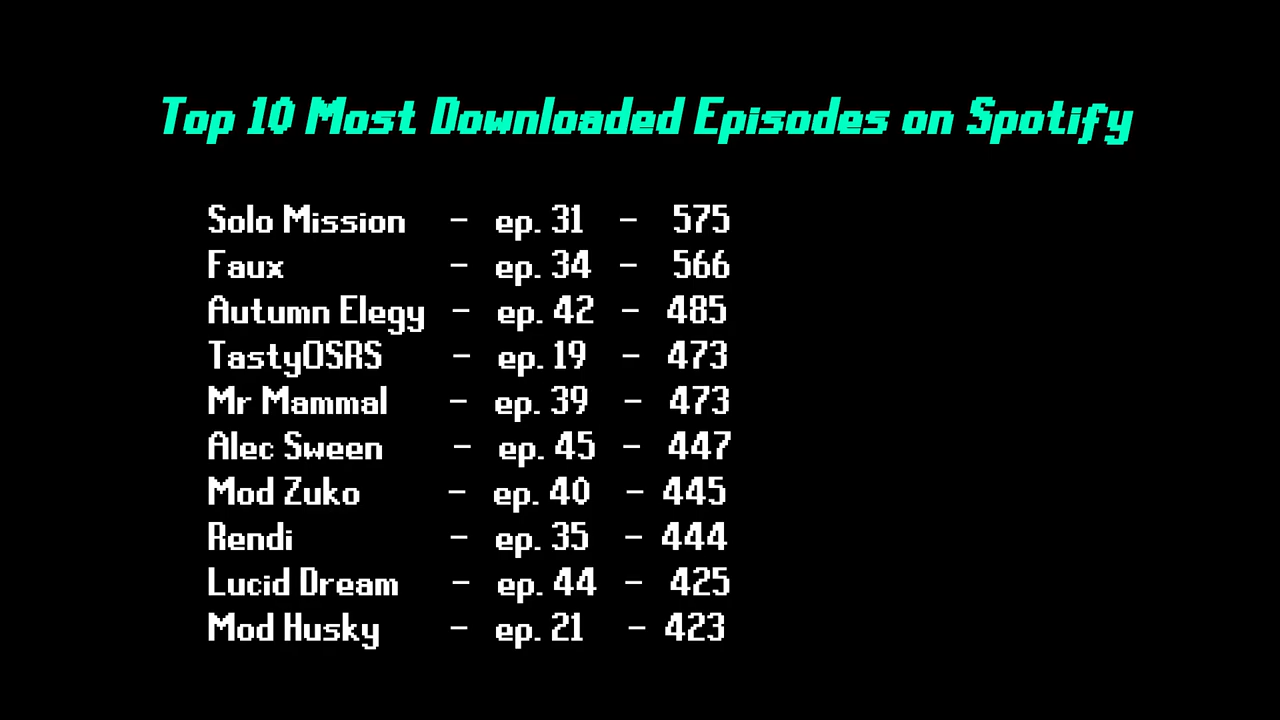 Top 10 Most Downloaded Episodes on Spotify
Solo Mission - ep. 31 - 575
Faux - ep. 34 - 566
Autumn Elegy - ep. 42 - 485
TastyOSRS - ep. 19 - 473
Mr Mammal - ep. 39 - 473
Alec Sween - ep. 45 - 447
Mod Zuko - ep. 40 - 445
Rendi - ep. 35 - 444
Lucid Dream - ep. 44 - 425
Mod Husky - ep. 21 - 423